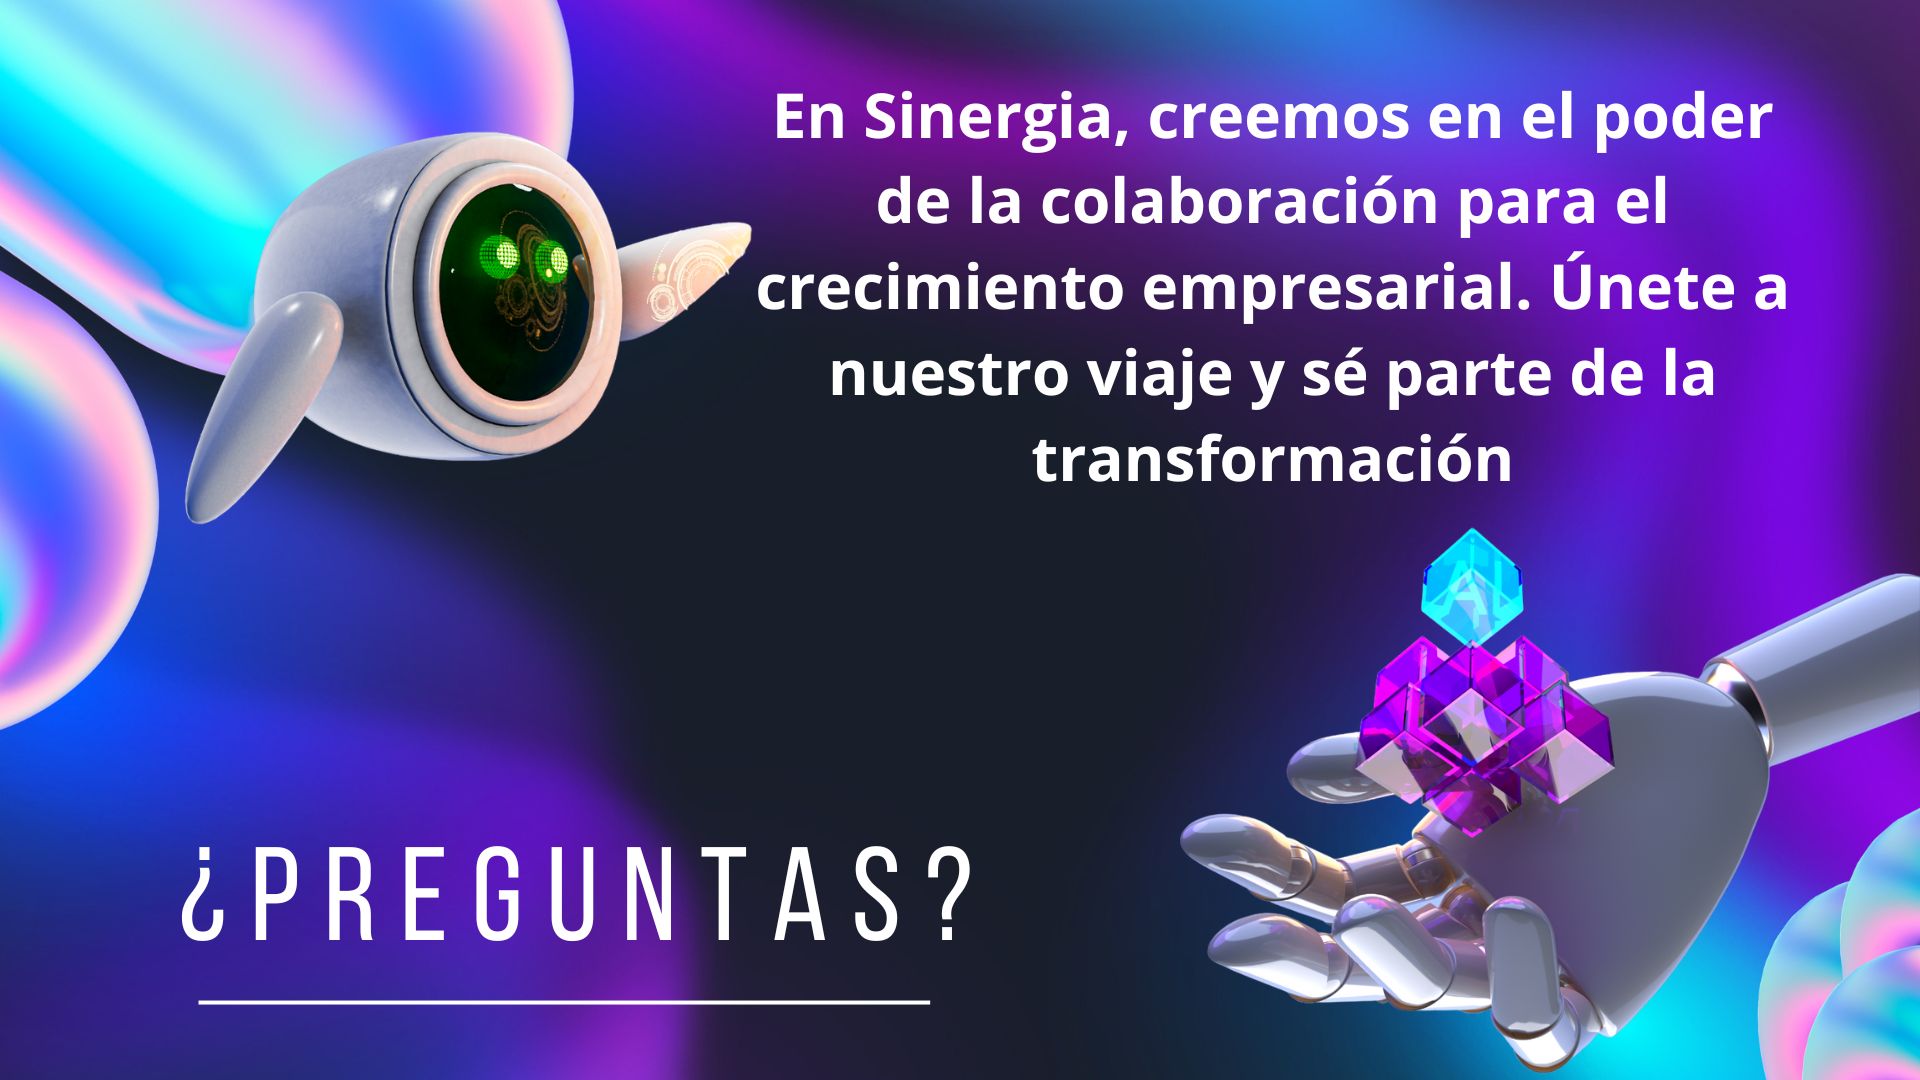 En Sinergia, creemos en el poder
de la colaboración para el
crecimiento empresarial. Únete a
nuestro viaje y sé parte de la
transformación
AI
¿PREGUNTAS?